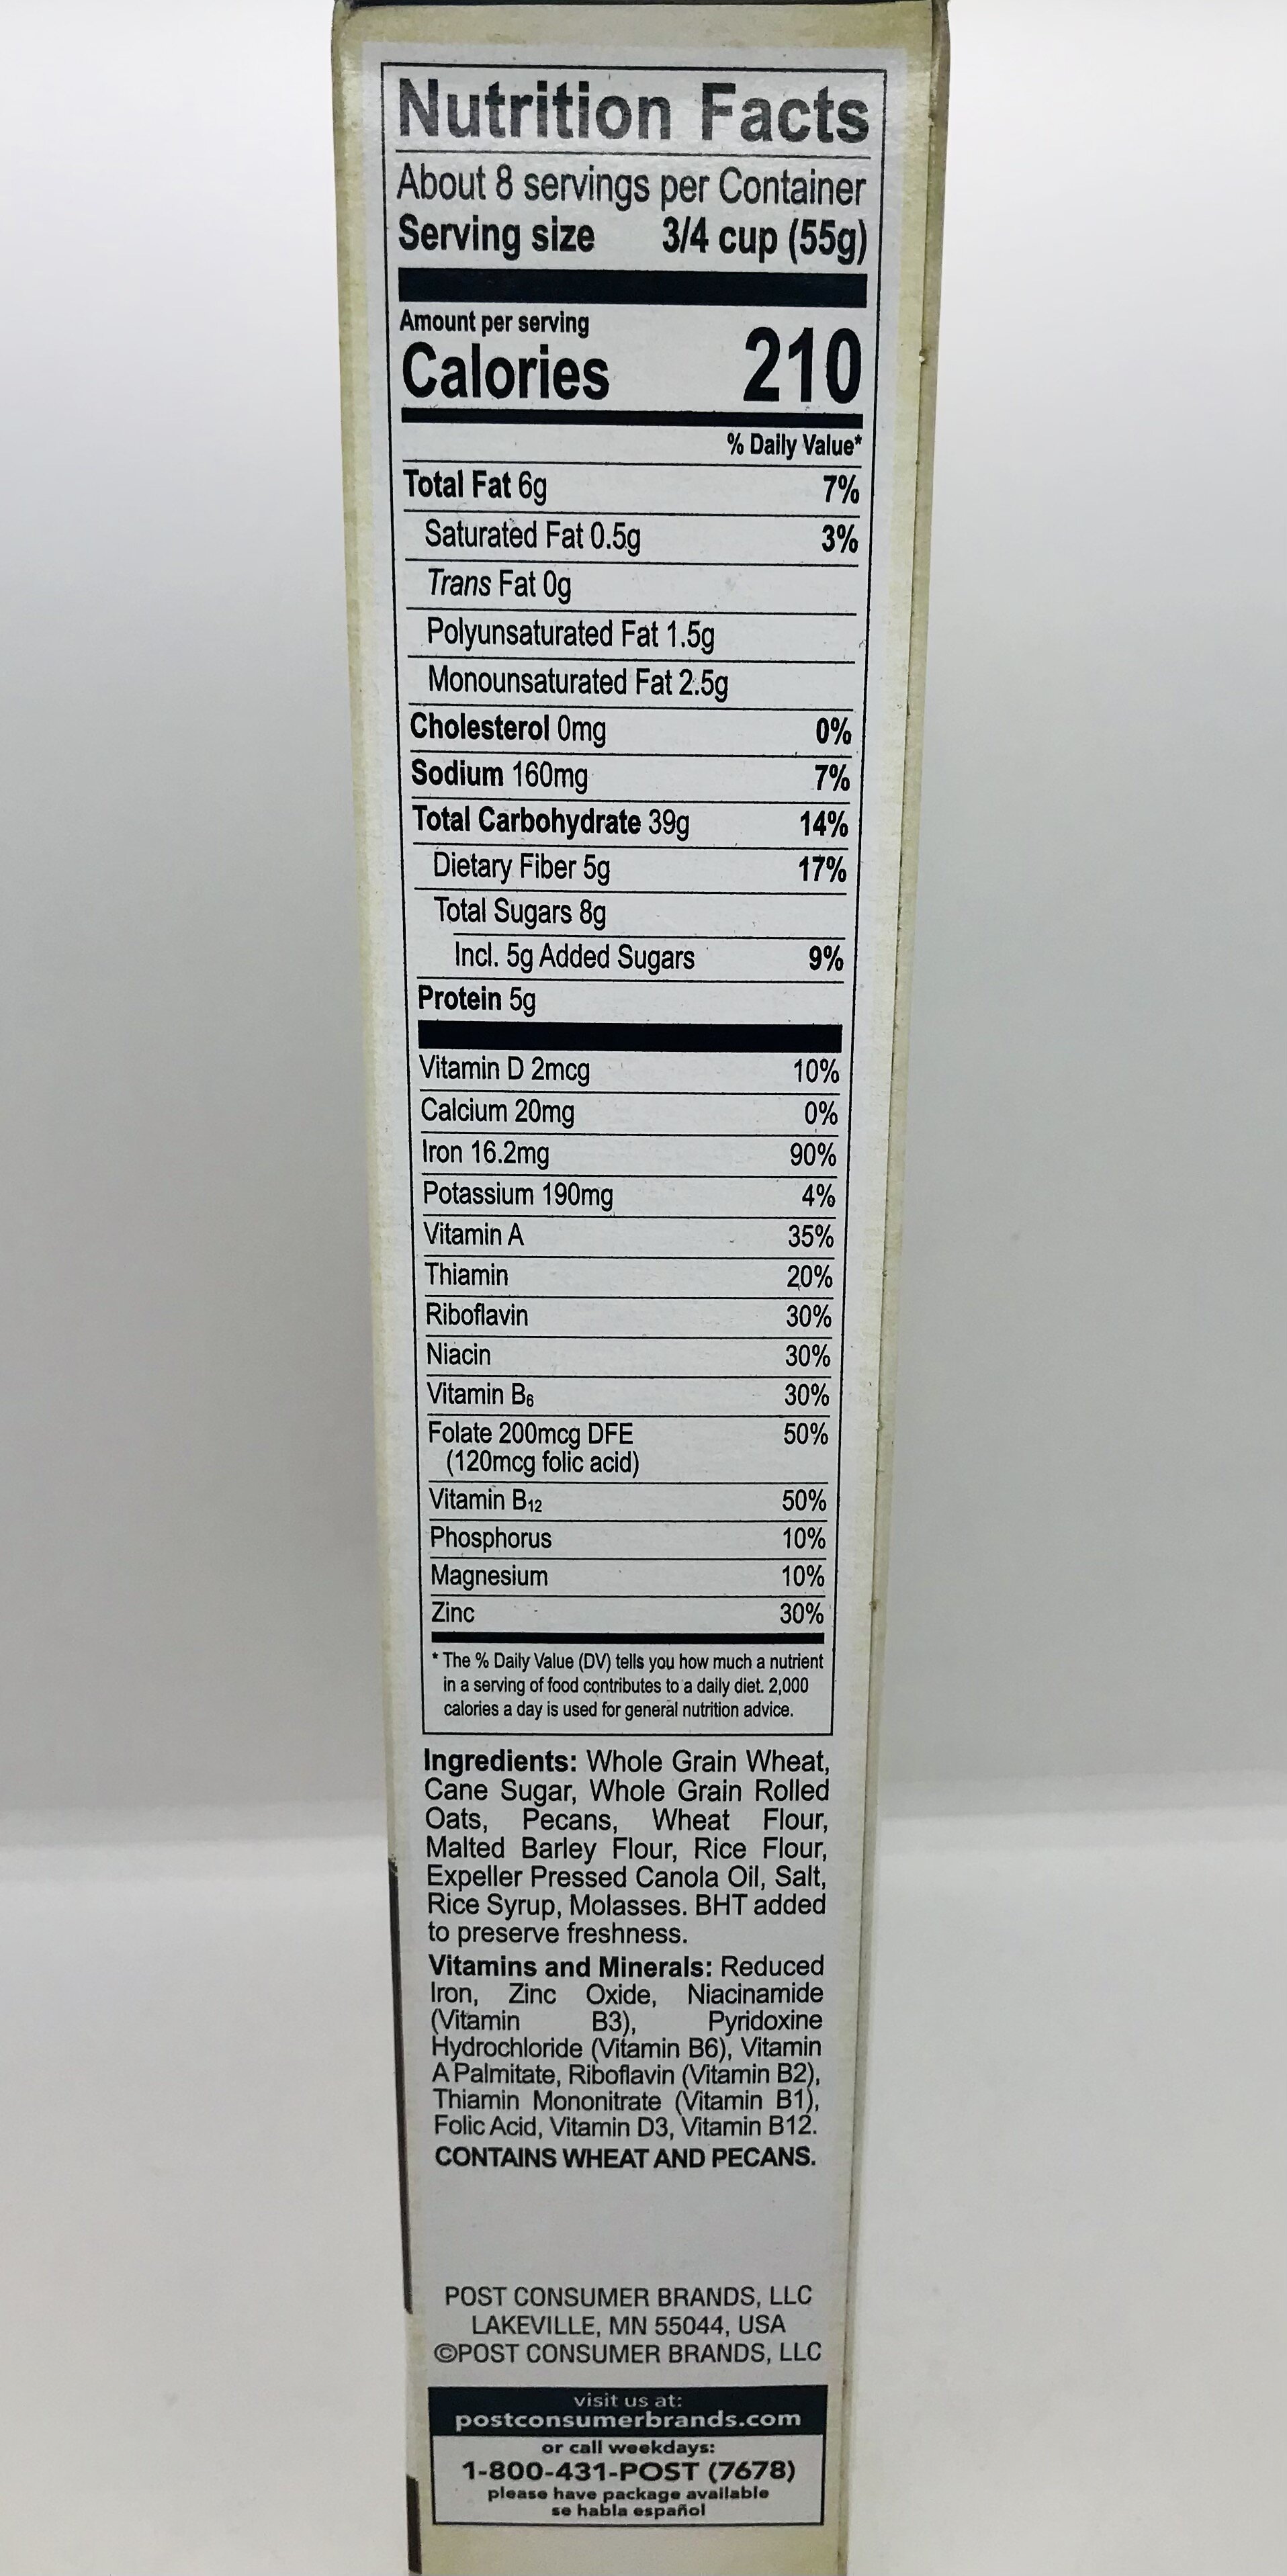 Nutrition Facts
About 8 servings per Container
Serving size 3/4 cup (55g)
Amount per serving
Calories 210
% Daily Value*
Total Fat 6g 7%
Saturated Fat 0.5g 3%
Trans Fat 0g
Polyunsaturated Fat 1.5g
Monounsaturated Fat 2.5g
Cholesterol 0mg 0%
Sodium 160mg 7%
Total Carbohydrate 39g 14%
Dietary Fiber 5g 17%
Total Sugars 8g
Incl. 5g Added Sugars 9%
Protein 5g
Vitamin D 2mcg 10%
Calcium 20mg 0%
Iron 16.2mg 90%
Potassium 190mg 4%
Vitamin A 35%
Thiamin 20%
Riboflavin 30%
Niacin 30%
Vitamin B6 30%
Folate 200mcg DFE 50%
(120mcg folic acid)
Vitamin B12 50%
Phosphorus 10%
Magnesium 10%
Zinc 30%
* The % Daily Value (DV) tells you how much a nutrient
in a serving of food contributes to a daily diet. 2,000
calories a day is used for general nutrition advice.
Ingredients: Whole Grain Wheat,
Cane Sugar, Whole Grain Rolled
Oats, Pecans, Wheat Flour,
Malted Barley Flour, Rice Flour,
Expeller Pressed Canola Oil, Salt,
Rice Syrup, Molasses. BHT added
to preserve freshness.
Vitamins and Minerals: Reduced
Iron, Zinc Oxide, Niacinamide
(Vitamin B3), Pyridoxine
Hydrochloride (Vitamin B6), Vitamin
A Palmitate, Riboflavin (Vitamin B2),
Thiamin Mononitrate (Vitamin B1),
Folic Acid, Vitamin D3, Vitamin B12.
CONTAINS WHEAT AND PECANS.
POST CONSUMER BRANDS, LLC
LAKEVILLE, MN 55044, USA
©POST CONSUMER BRANDS, LLC
visit us at:
postconsumerbrands.com
or call weekdays:
1-800-431-POST (7678)
please have package available
se habla español